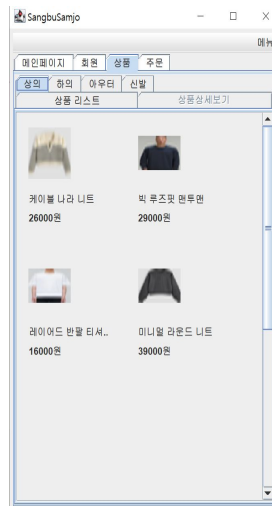 SangbuSamjo
메뉴
메인페이지 회원 상품 주문
상의 하의 아우터 신발
상품 리스트 상품상세보기
케이블 나라 니트 빅 루즈핏 맨투맨
26000원 29000원
레이어드 반팔 티셔.. 미니멀 라운드 니트
16000원 39000원